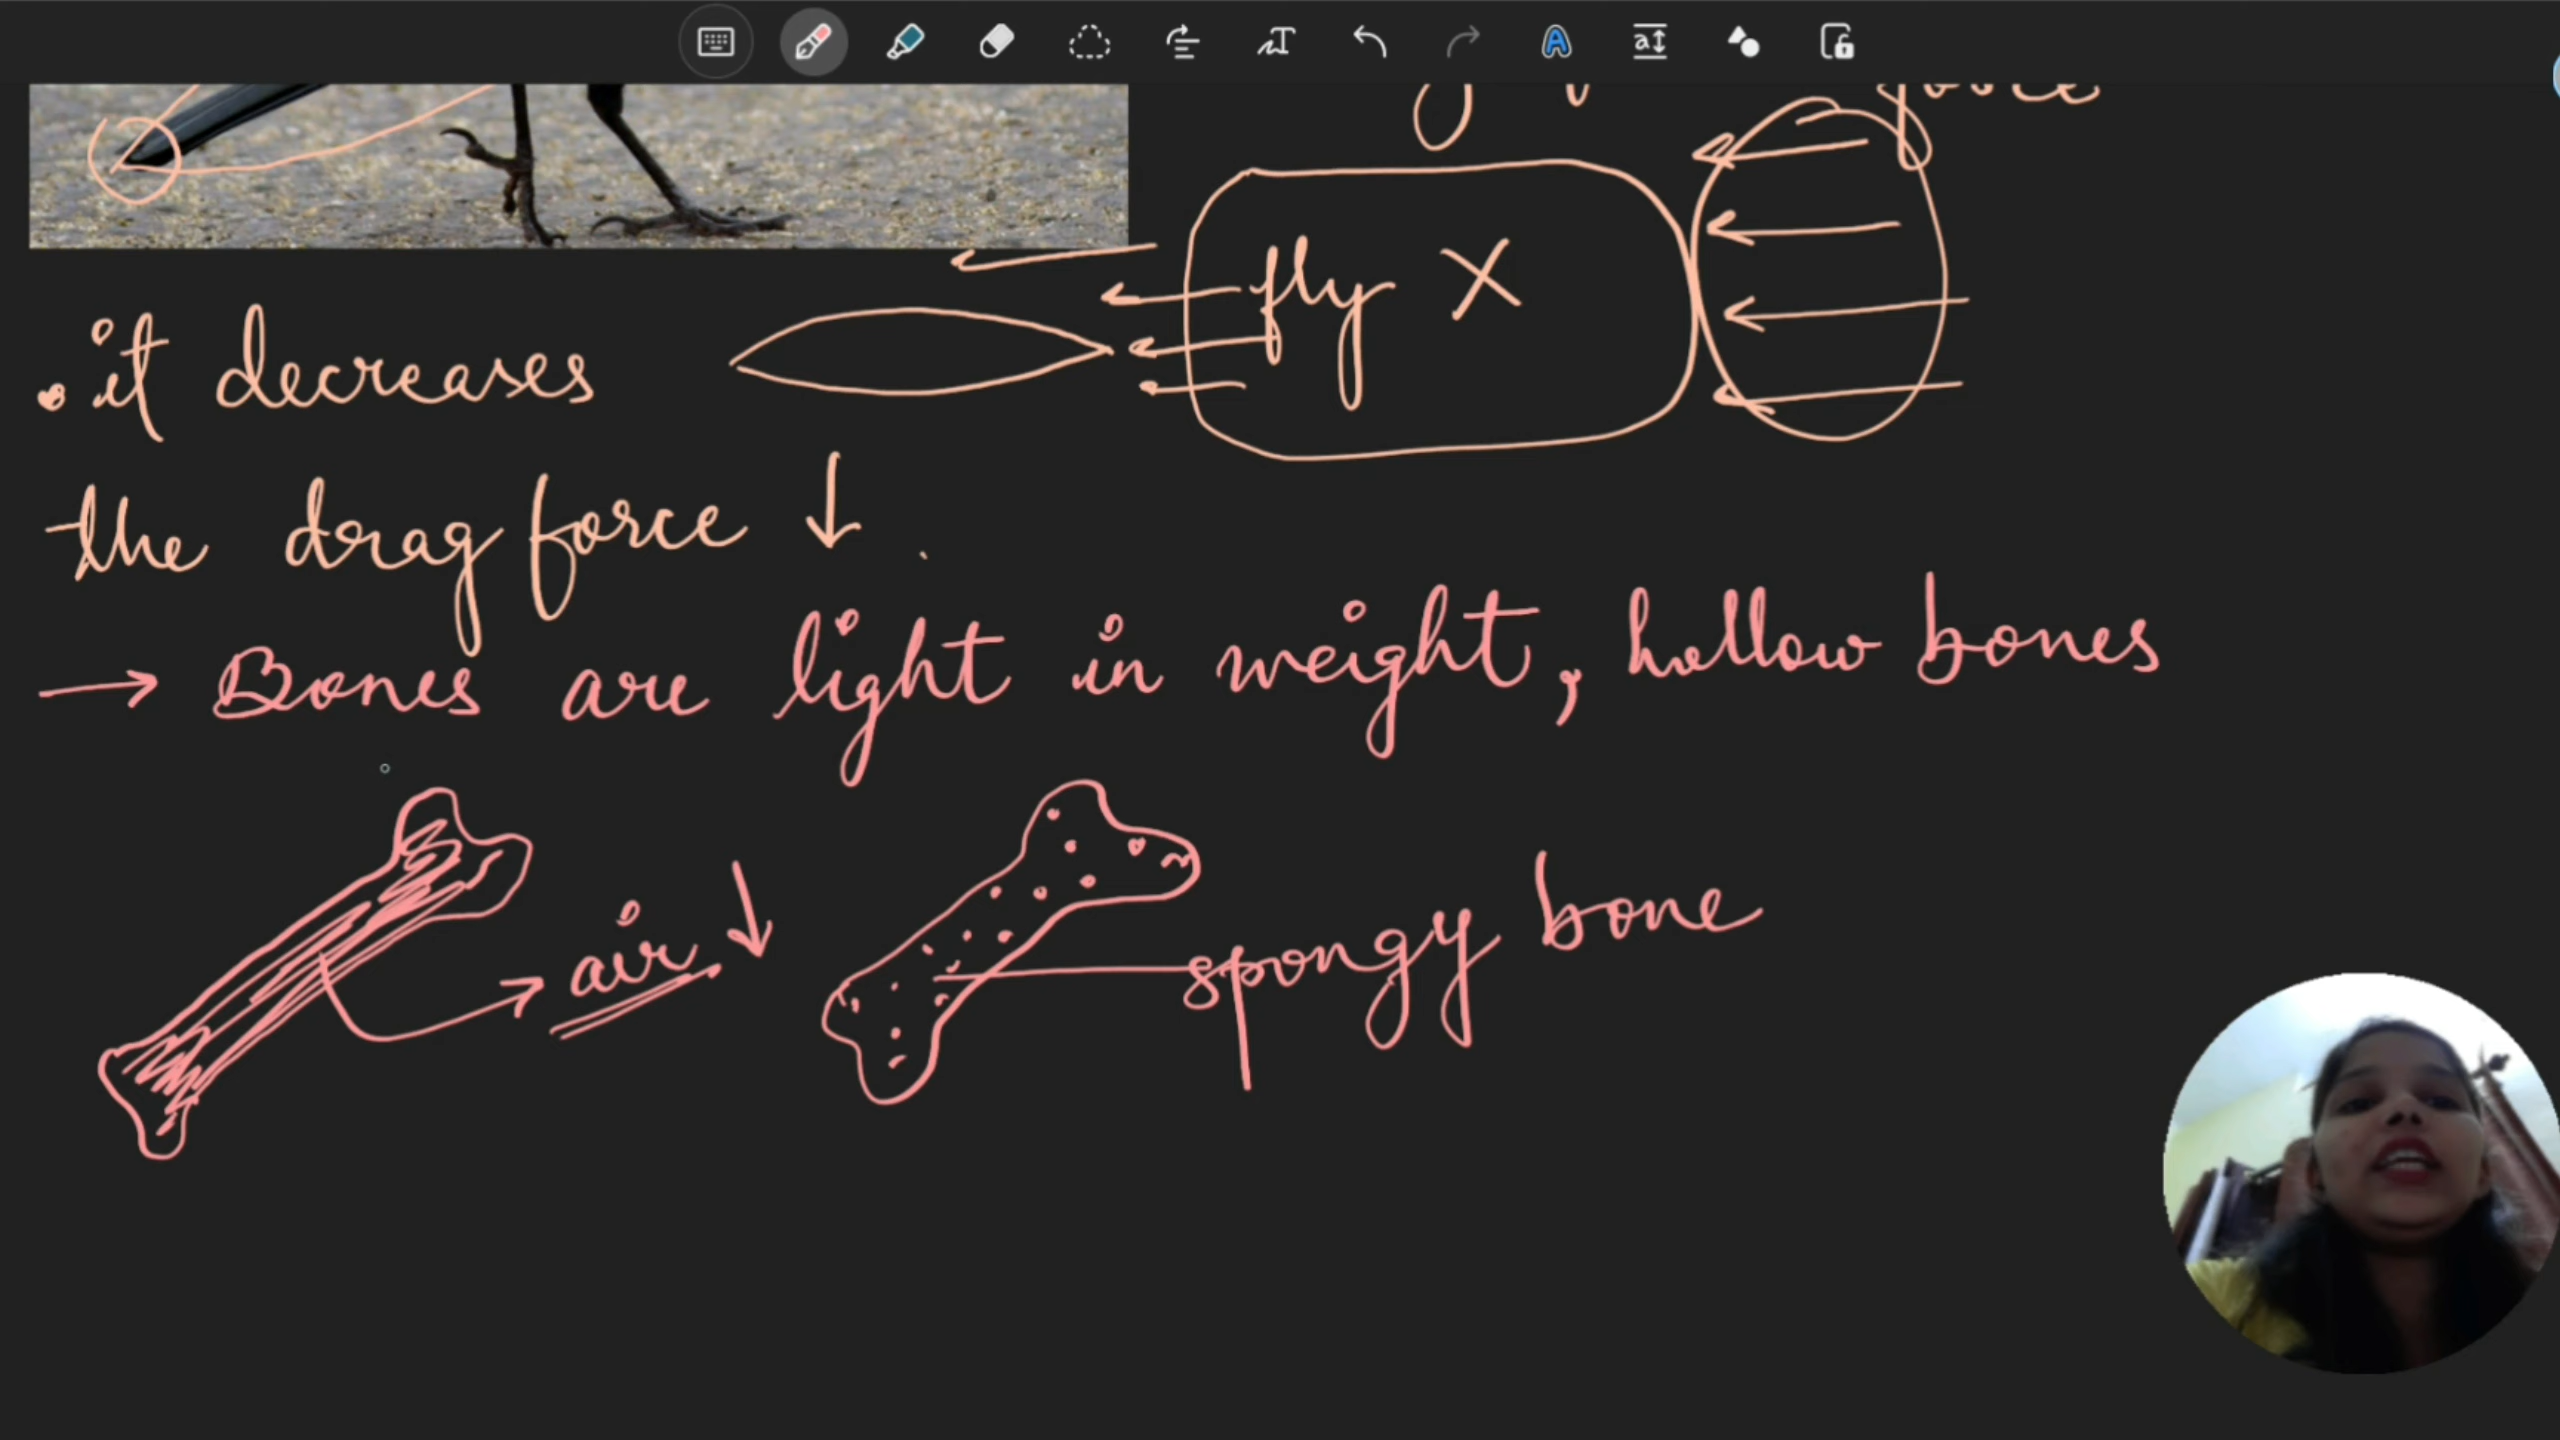 fly X
.it decreases
the drag force ↓
→ Bones are light in weight, hollow bones
→ air ↓
spongy bone